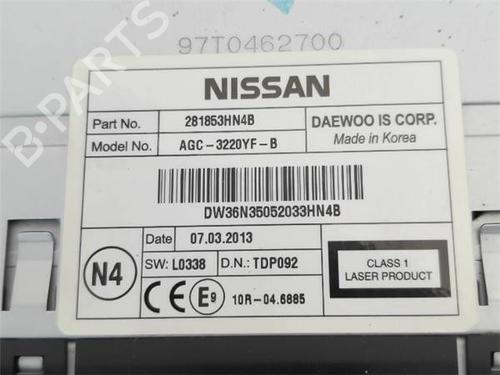 97T0462700
NISSAN
Part No. 281853HN4B DAEWOO IS CORP.
Model No. AGC-3220YF-B Made in Korea
DW36N35052033HN4B
N4 Date 07.03.2013
SW: L0338 D.N.: TDP092
CLASS 1
LASER PRODUCT
CE E9 10R-04.6885
B-PARTS